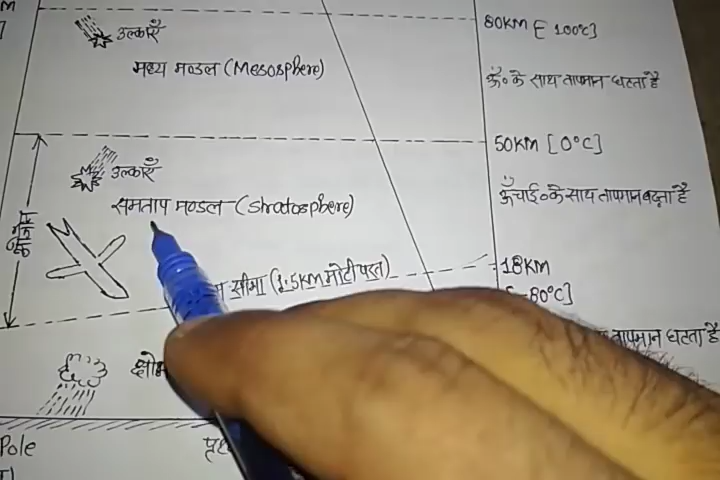 M
80KM [-100°C]
उल्काएँ
मध्य मण्डल (Mesosphere)
ऊँ० के साथ तापमान घटता है
50KM [0°C]
उल्काएँ
समताप मण्डल (Stratosphere)
ऊँचाई० के साथ तापमान बढ़ता है
सीमा (1.5KM मोटी परत)
18KM
-80°C]
तापमान घटता है
क्षोभ
Pole